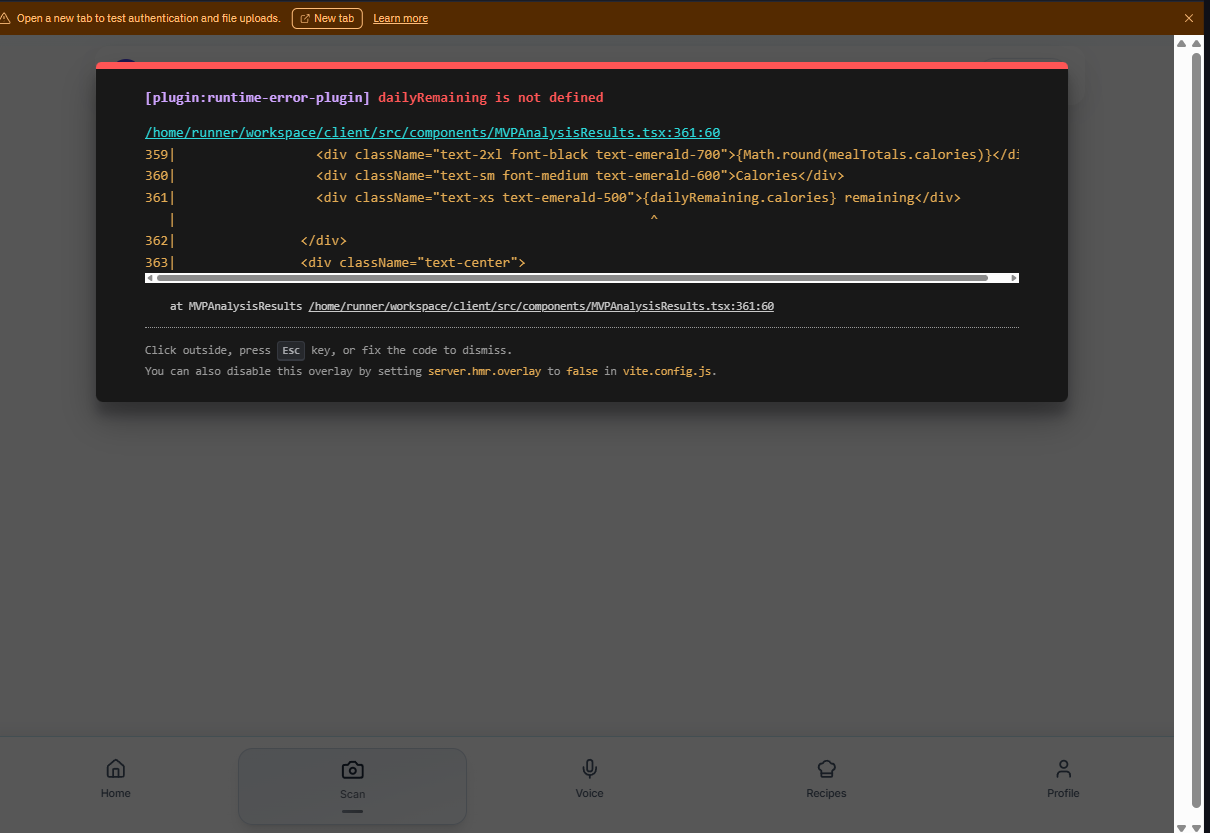 Open a new tab to test authentication and file uploads. New tab Learn more
[plugin:runtime-error-plugin] dailyRemaining is not defined
/home/runner/workspace/client/src/components/MVPAnalysisResults.tsx:361:60
359| <div className="text-2xl font-black text-emerald-700">{Math.round(mealTotals.calories)}</di
360| <div className="text-sm font-medium text-emerald-600">Calories</div>
361| <div className="text-xs text-emerald-500">{dailyRemaining.calories} remaining</div>
| ^
362| </div>
363| <div className="text-center">
at MVPAnalysisResults /home/runner/workspace/client/src/components/MVPAnalysisResults.tsx:361:60
Click outside, press Esc key, or fix the code to dismiss.
You can also disable this overlay by setting server.hmr.overlay to false in vite.config.js.
Home Scan Voice Recipes Profile